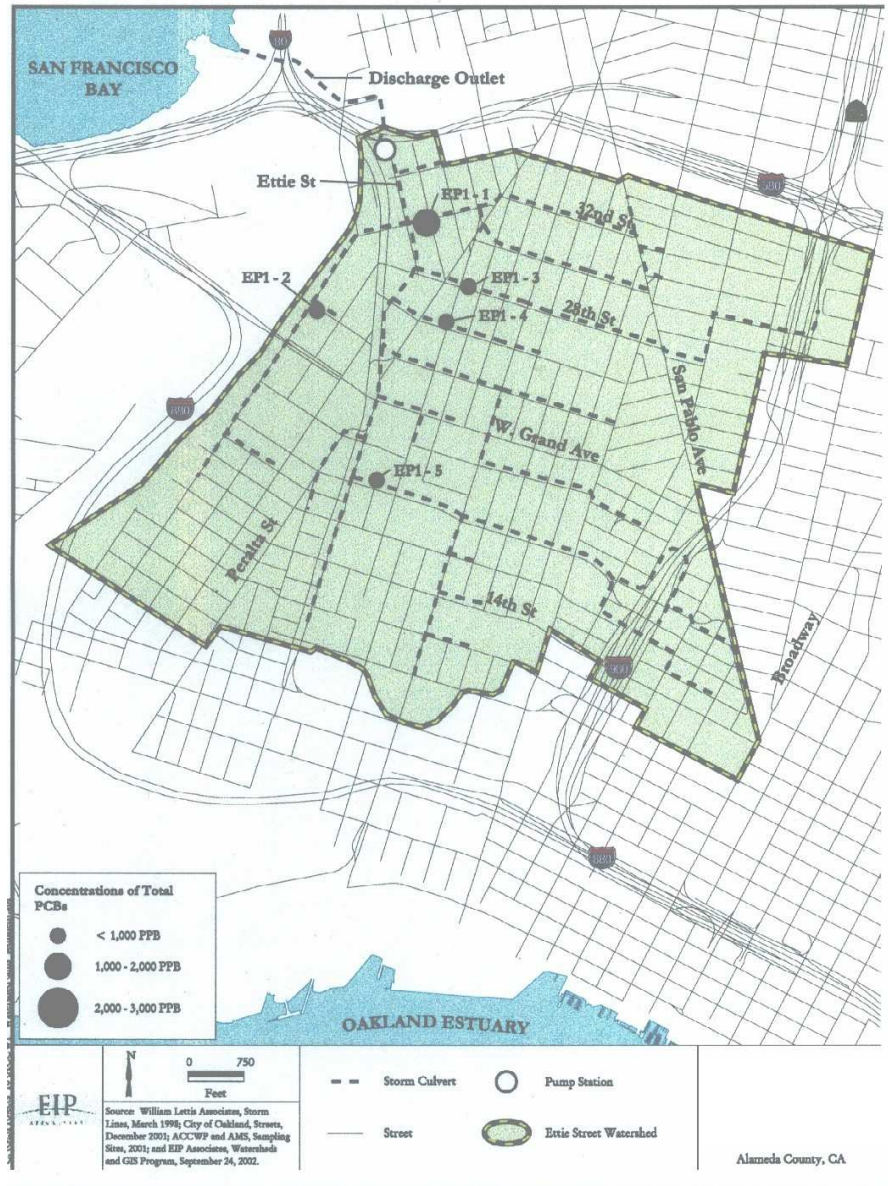 SAN FRANCISCO
BAY
80
Discharge Outlet
Ettie St
EP1 - 1
580
32nd St
EP1 - 2
EP1 - 3
28th St
EP1 - 4
880
San Pablo Ave
W. Grand Ave
EP1 - 5
Peralta St
14th St
Broadway
980
880
Concentrations of Total
PCBs
< 1,000 PPB
1,000 - 2,000 PPB
2,000 - 3,000 PPB
OAKLAND ESTUARY
N
0 750
Feet
EIP
Source: William Lettis Associates, Storm
Lines, March 1998; City of Oakland, Streets,
December 2001; ACCWP and AMS, Sampling
Sites, 2001; and EIP Associates, Watersheds
and GIS Program, September 24, 2002.
Storm Culvert
Pump Station
Street
Ettie Street Watershed
Alameda County, CA